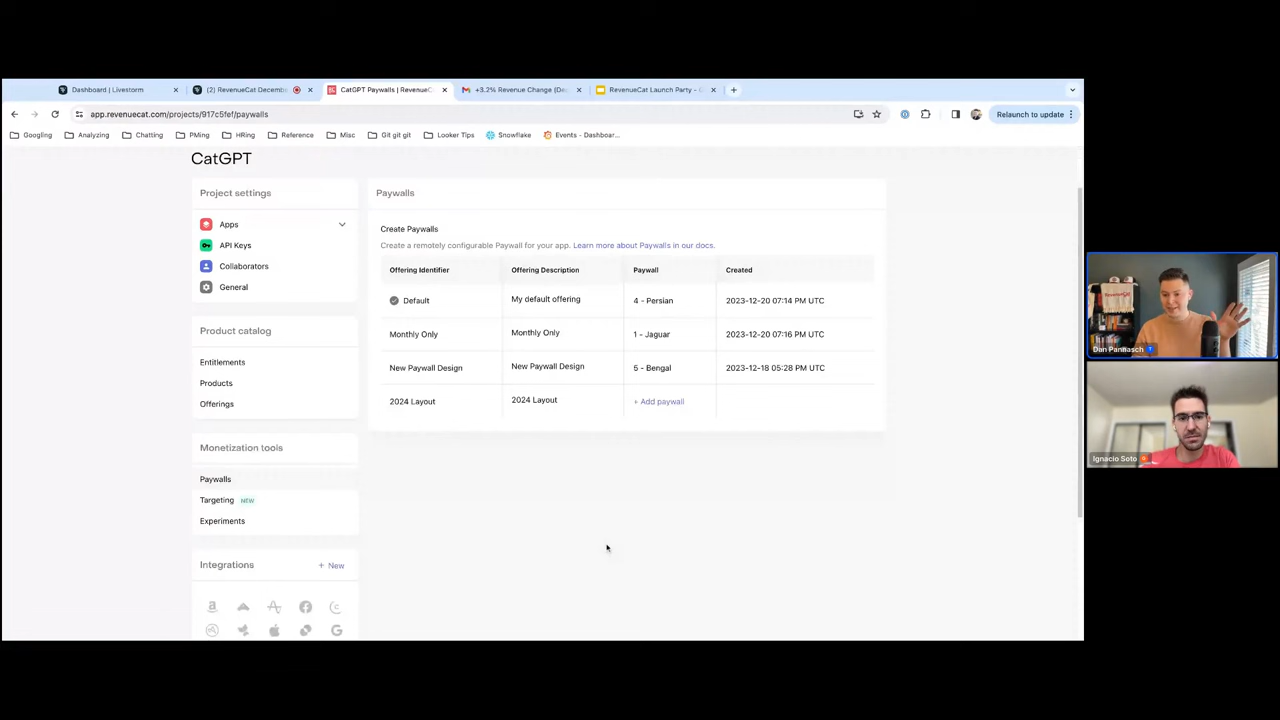 Dashboard | Livestorm
(2) RevenueCat Decemb
CatGPT Paywalls | RevenueC
+3.2% Revenue Change (De
RevenueCat Launch Party -
app.revenuecat.com/projects/917c5fef/paywalls
Relaunch to update
Googling
Analyzing
Chatting
PMing
HRing
Reference
Misc
Git git git
Looker Tips
Snowflake
Events - Dashboar...
CatGPT
Project settings
Apps
API Keys
Collaborators
General
Product catalog
Entitlements
Products
Offerings
Monetization tools
Paywalls
Targeting NEW
Experiments
Integrations
+ New
Paywalls
Create Paywalls
Create a remotely configurable Paywall for your app. Learn more about Paywalls in our docs.
Offering Identifier Offering Description Paywall Created
Default My default offering 4 - Persian 2023-12-20 07:14 PM UTC
Monthly Only Monthly Only 1 - Jaguar 2023-12-20 07:16 PM UTC
New Paywall Design New Paywall Design 5 - Bengal 2023-12-18 05:28 PM UTC
2024 Layout 2024 Layout + Add paywall
Dan Pannasch
Ignacio Soto